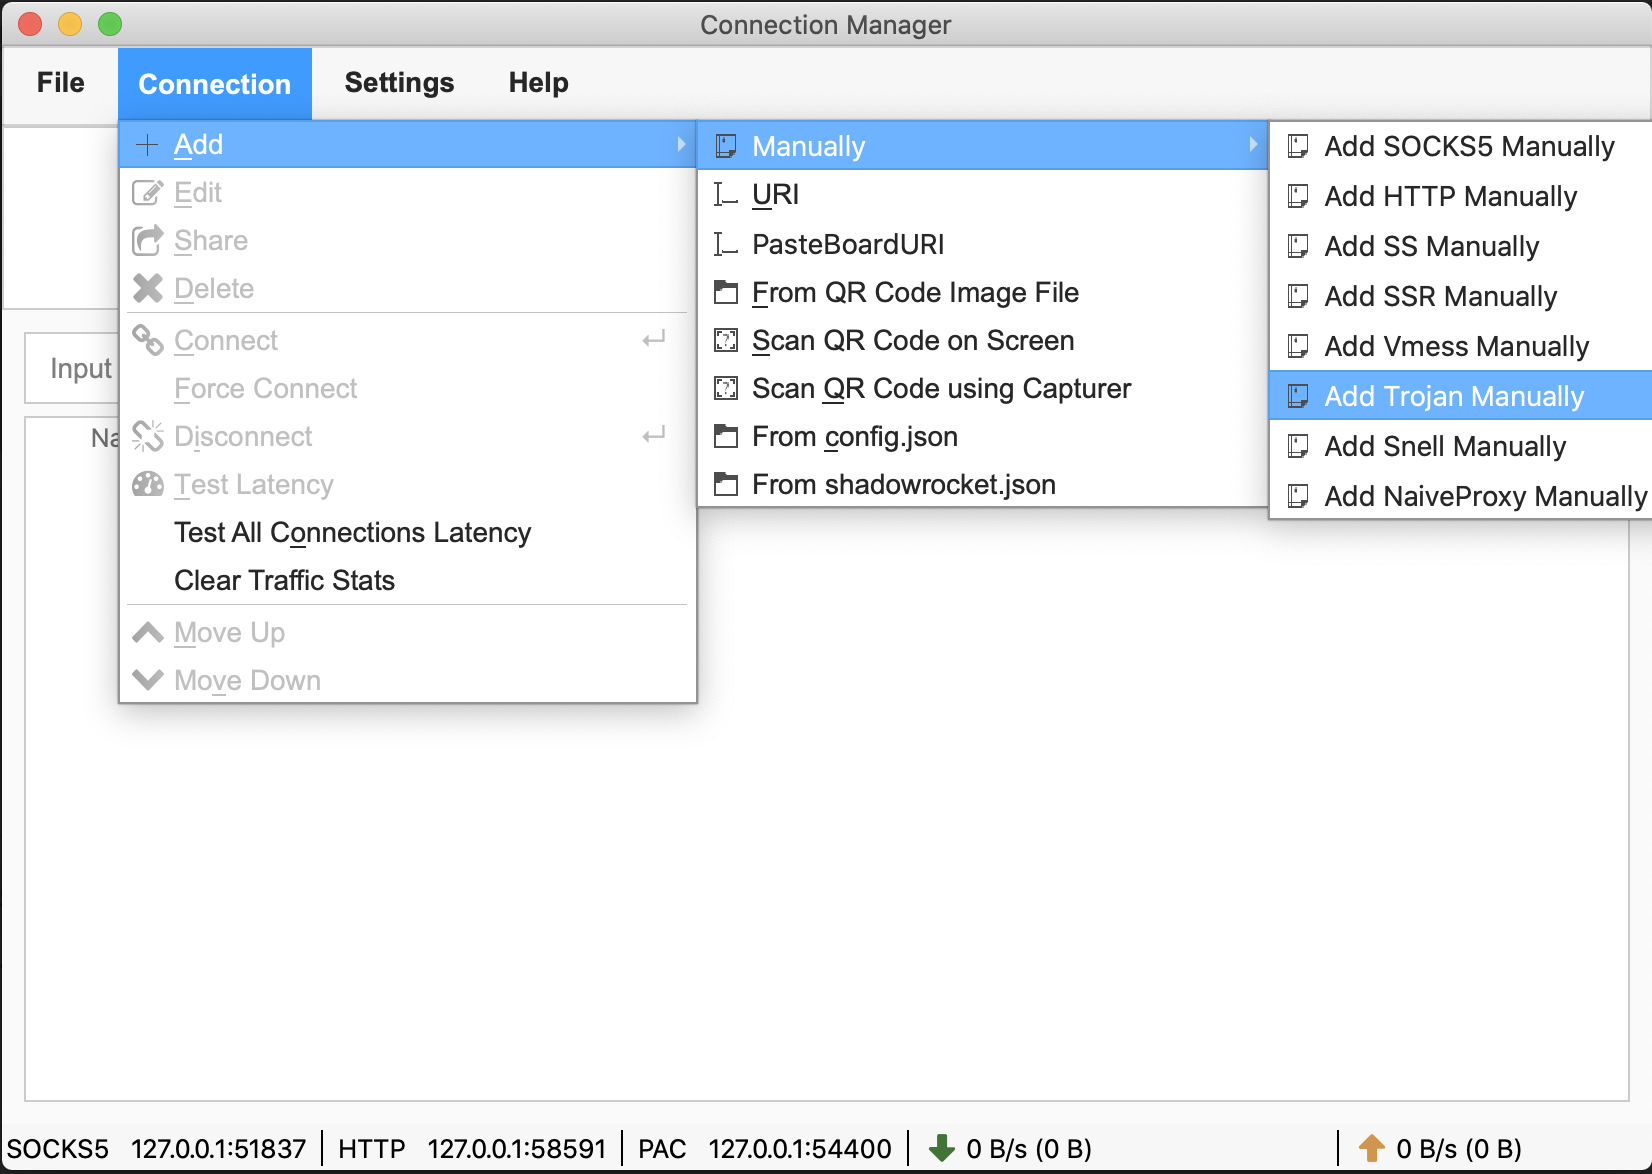 Connection Manager
File Connection Settings Help
Add
Edit
Share
Delete
Connect
Force Connect
Disconnect
Test Latency
Test All Connections Latency
Clear Traffic Stats
Move Up
Move Down
Manually
URI
PasteBoardURI
From QR Code Image File
Scan QR Code on Screen
Scan QR Code using Capturer
From config.json
From shadowrocket.json
Add SOCKS5 Manually
Add HTTP Manually
Add SS Manually
Add SSR Manually
Add Vmess Manually
Add Trojan Manually
Add Snell Manually
Add NaiveProxy Manually
Input
SOCKS5 127.0.0.1:51837 HTTP 127.0.0.1:58591 PAC 127.0.0.1:54400 0 B/s (0 B) 0 B/s (0 B)